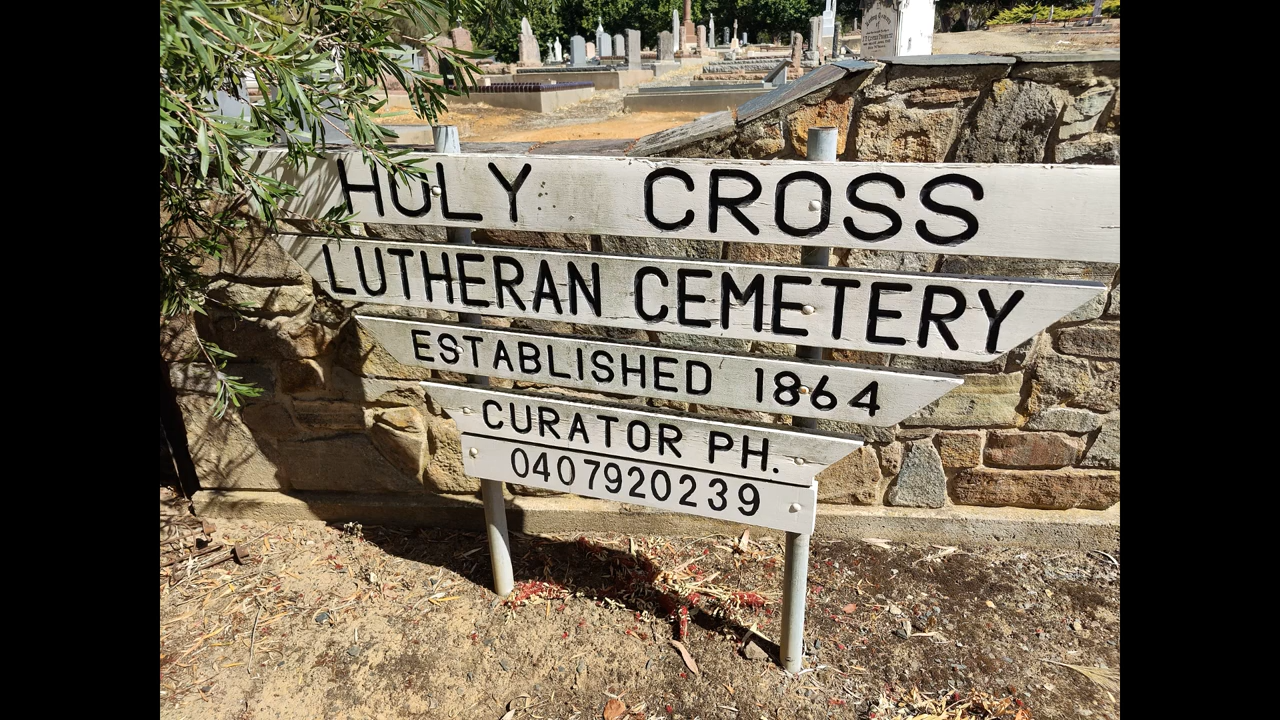 HOLY CROSS
LUTHERAN CEMETERY
ESTABLISHED 1864
CURATOR PH.
0407920239